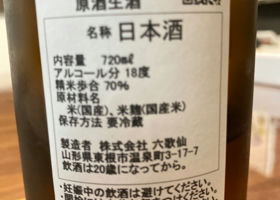 原酒生酒
名称 日本酒
内容量 720㎖
アルコール分 18度
精米歩合 70%
原材料名
米(国産)、米麹(国産米)
保存方法 要冷蔵
製造者 株式会社 六歌仙
山形県東根市温泉町3-17-7
飲酒は20歳になってから。
・妊娠中の飲酒は避けてください。